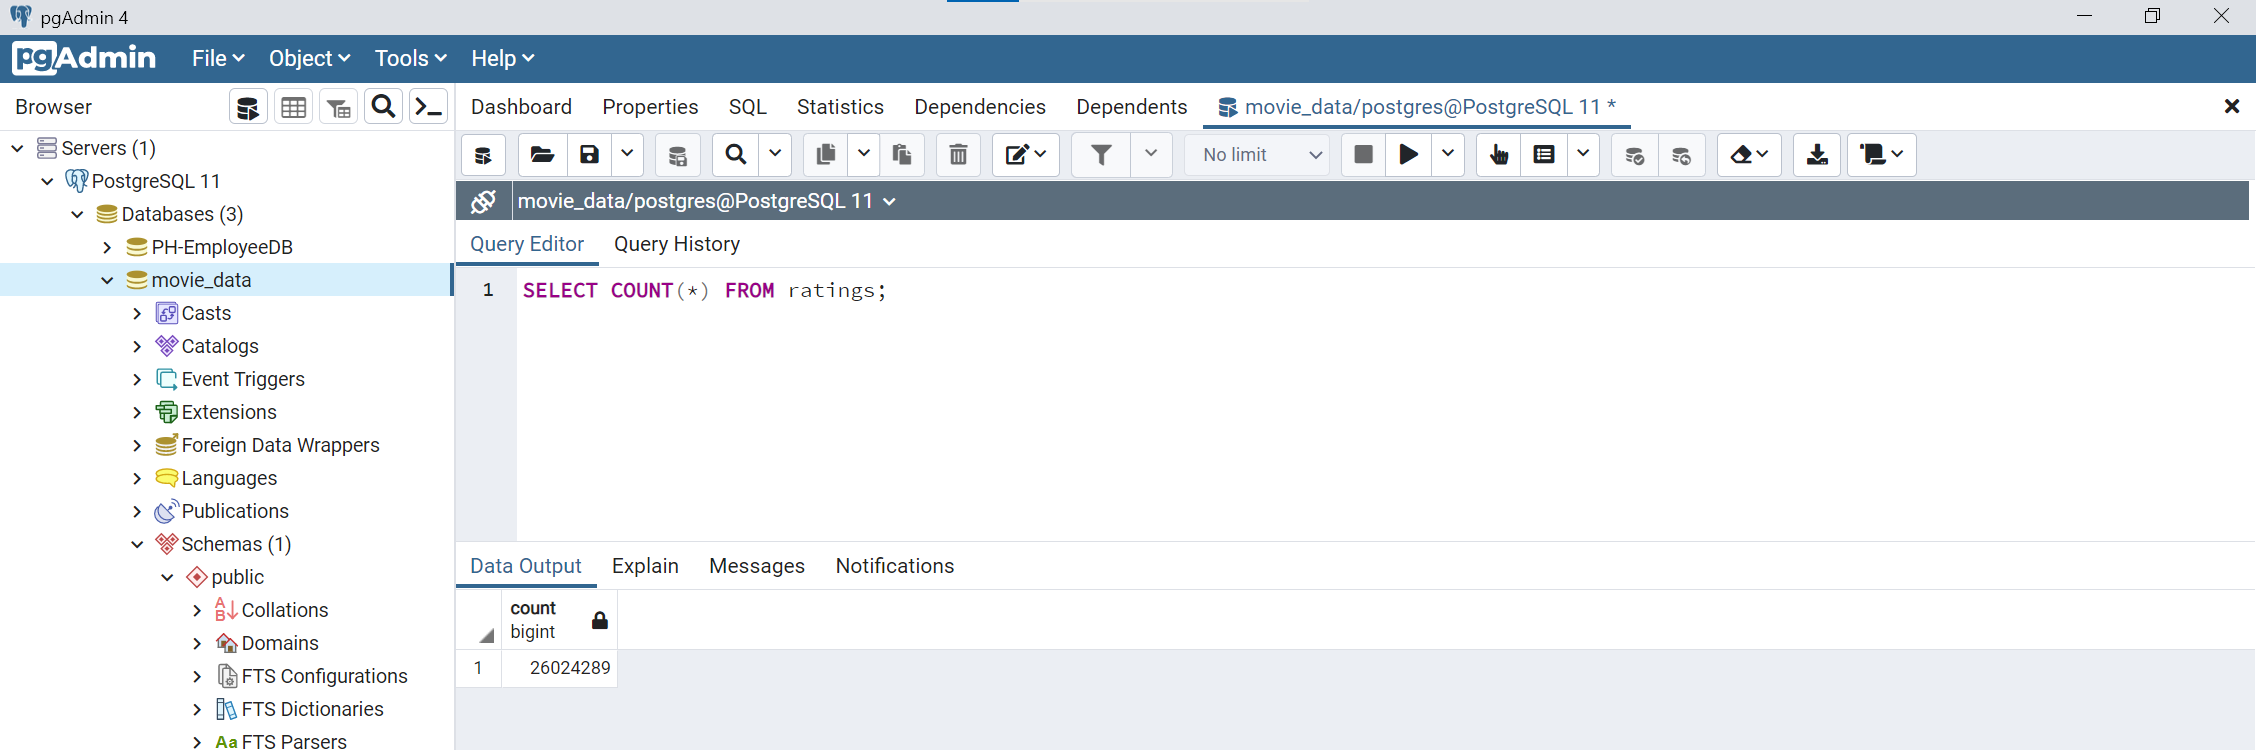 pgAdmin 4
pgAdmin File Object Tools Help
Browser
Dashboard Properties SQL Statistics Dependencies Dependents movie_data/postgres@PostgreSQL 11 *
Servers (1)
PostgreSQL 11
Databases (3)
PH-EmployeeDB
movie_data
Casts
Catalogs
Event Triggers
Extensions
Foreign Data Wrappers
Languages
Publications
Schemas (1)
public
Collations
Domains
FTS Configurations
FTS Dictionaries
Aa FTS Parsers
No limit
movie_data/postgres@PostgreSQL 11
Query Editor Query History
1 SELECT COUNT(*) FROM ratings;
Data Output Explain Messages Notifications
count
bigint
1 26024289